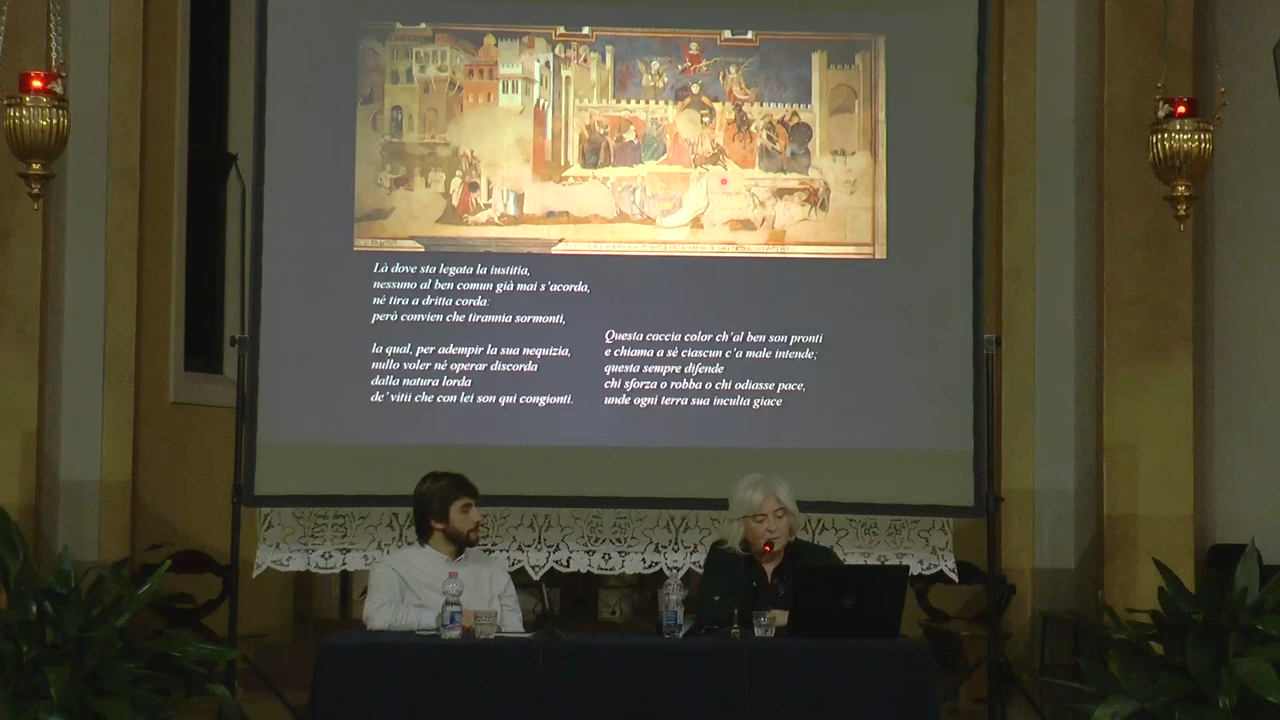 Là dove sta legata la iustitia,
nessuno al ben comun già mai s'acorda,
né tira a dritta corda:
però convien che tirannia sormonti,
la qual, per adempir la sua nequizia,
nullo voler né operar discorda
dalla natura lorda
de' vitii che con lei son qui congionti.
Questa caccia color ch'al ben son pronti
e chiama a sé ciascun c'a male intende;
questa sempre difende
chi sforza o robba o chi odiasse pace,
unde ogni terra sua inculta giace